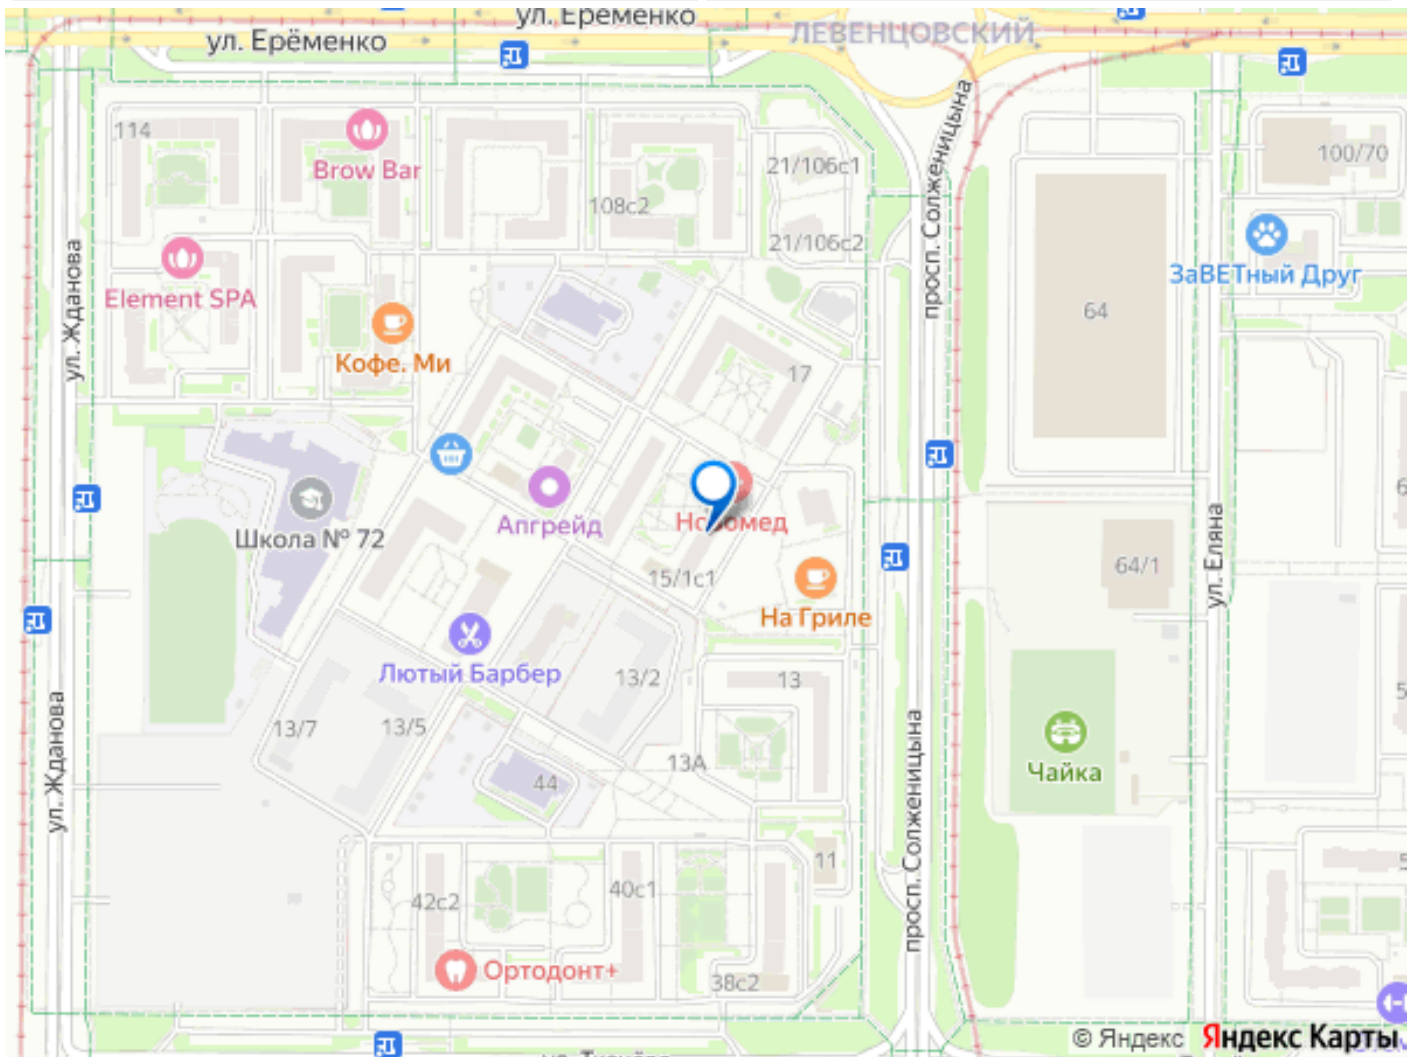 ул. Ерёменко
ул. Ерёменко
ЛЕВЕНЦОВСКИЙ
114
Brow Bar
21/106с1
100/70
108с2
21/106с2
просп. Солженицына
ул. Жданова
Element SPA
ЗаВЕТный Друг
64
Кофе. Ми
17
Апгрейд
Новомед
Школа № 72
15/1с1
64/1
ул. Еляна
На Гриле
Лютый Барбер
13/2
13
13/7
13/5
13А
ул. Жданова
просп. Солженицына
Чайка
44
11
42с2
40с1
Ортодонт+
38с2
© Яндекс Яндекс Карты